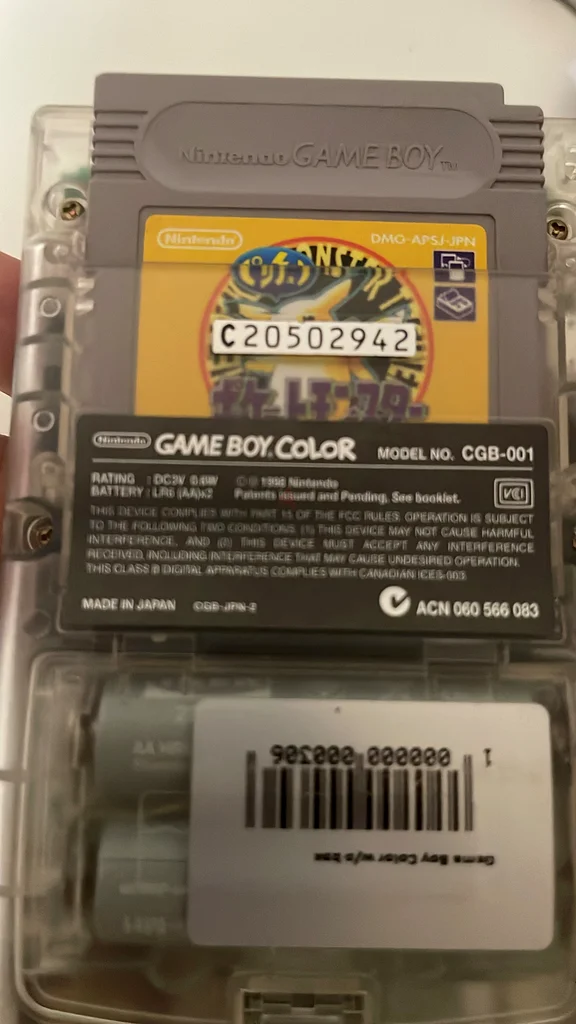 Nintendo GAME BOY™
Nintendo
DMG-APSJ-JPN
ピカチュウ
C20502942
ポケットモンスター
Nintendo GAME BOY COLOR MODEL NO. CGB-001
RATING : DC3V 0.6W © 1998 Nintendo
BATTERY : LR6 (AA)×2 Patents issued and Pending. See booklet.
VCI
THIS DEVICE COMPLIES WITH PART 15 OF THE FCC RULES. OPERATION IS SUBJECT
TO THE FOLLOWING TWO CONDITIONS: (1) THIS DEVICE MAY NOT CAUSE HARMFUL
INTERFERENCE, AND (2) THIS DEVICE MUST ACCEPT ANY INTERFERENCE
RECEIVED, INCLUDING INTERFERENCE THAT MAY CAUSE UNDESIRED OPERATION.
THIS CLASS B DIGITAL APPARATUS COMPLIES WITH CANADIAN ICES-003.
MADE IN JAPAN CGB-JPN-2 ACN 060 566 083
Game Boy Color w/o box
1 000000 000306